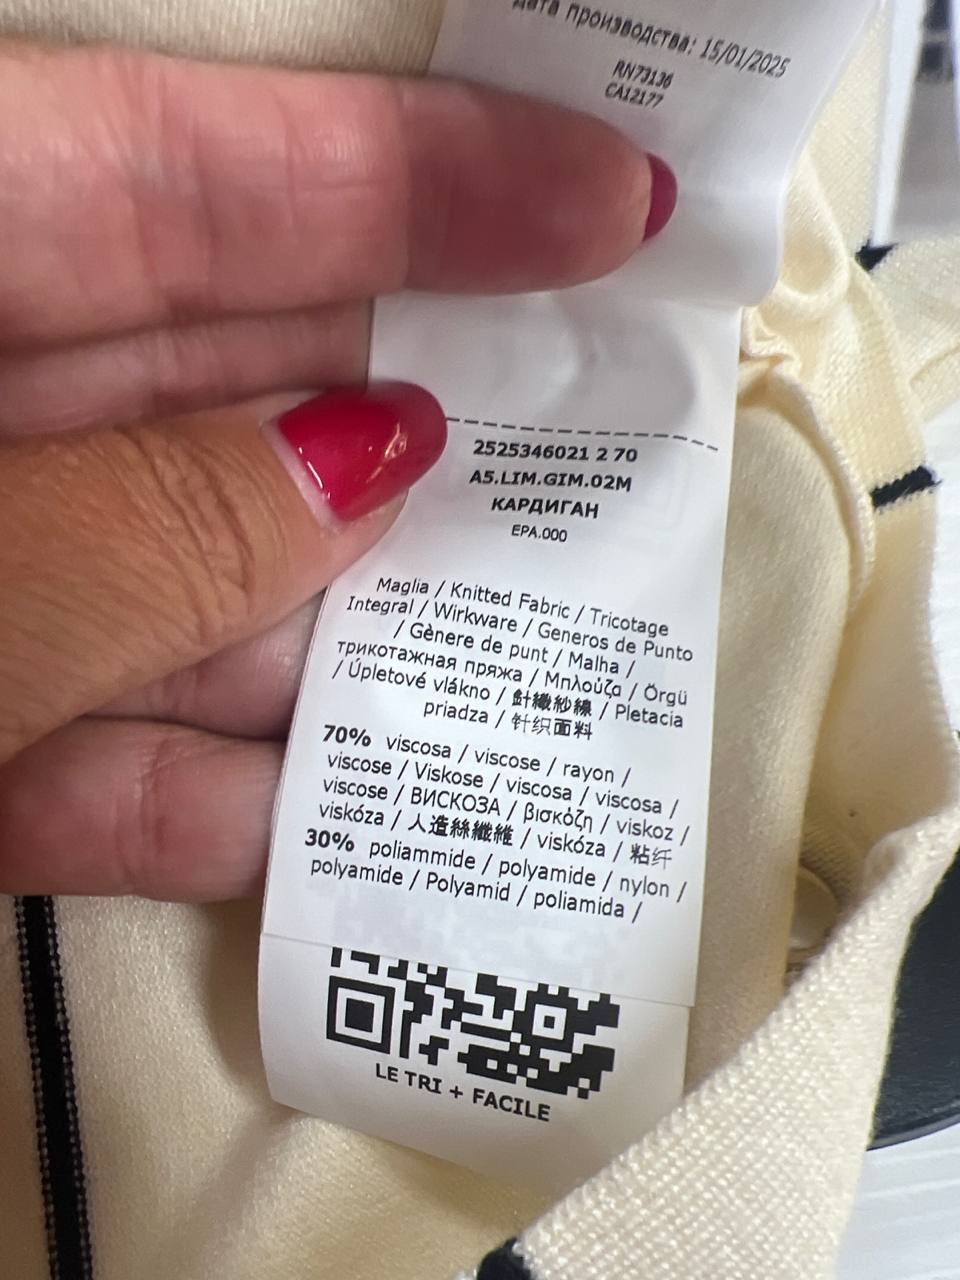 Дата производства: 15/01/2025
RN73136
CA12177
2525346021 2 70
A5.LIM.GIM.02M
КАРДИГАН
EPA.000
Maglia / Knitted Fabric / Tricotage
Integral / Wirkware / Generos de Punto
/ Gènere de punt / Malha /
трикотажная пряжа / Μπλούζα / Örgü
/ Úpletové vlákno / 針織紗線 / Pletacia
priadza / 针织面料
70% viscosa / viscose / rayon /
viscose / Viskose / viscosa / viscosa /
viscose / ВИСКОЗА / βισκόζη / viskoz /
viskóza / 人造絲纖維 / viskóza / 粘纤
30% poliammide / polyamide / nylon /
polyamide / Polyamid / poliamida /
LE TRI + FACILE